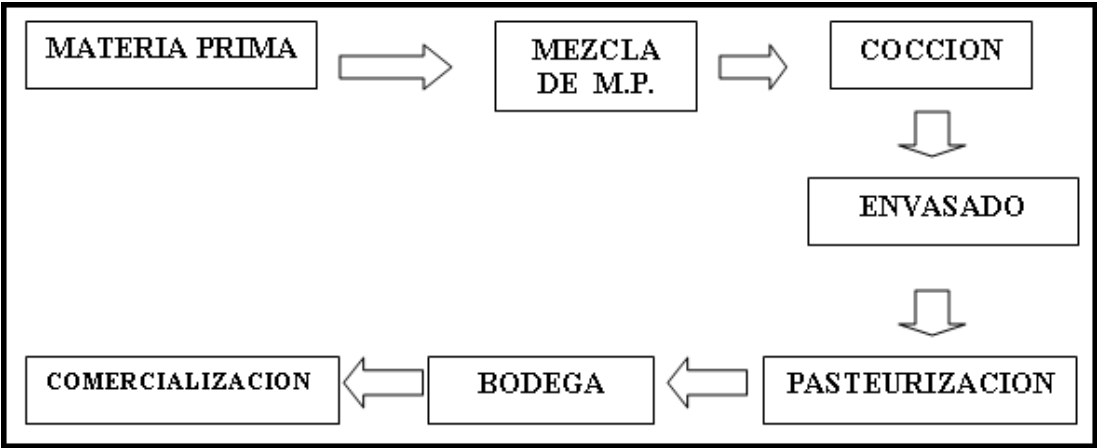 MATERIA PRIMA
MEZCLA
DE M.P.
COCCION
ENVASADO
PASTEURIZACION
BODEGA
COMERCIALIZACION